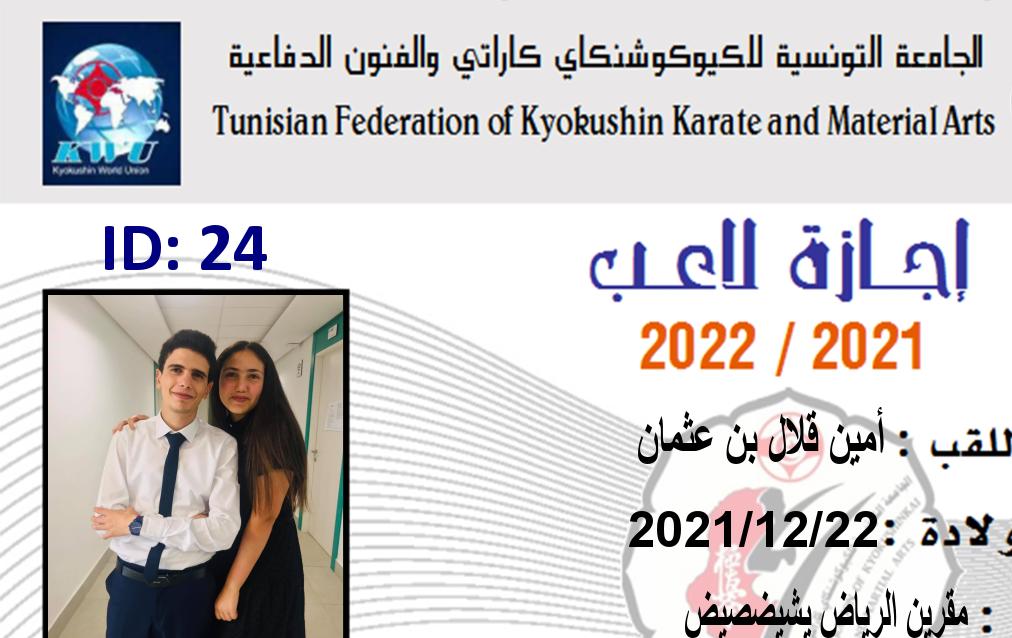 الجامعة التونسية للكيوكوشنكاي كاراتي والفنون الدفاعية
Tunisian Federation of Kyokushin Karate and Material Arts
KWU
Kyokushin World Union
ID: 24
إجازة لاعب
2022 / 2021
للقب : أمين قلال بن عثمان
ولادة : 2021/12/22
: مقرين الرياض يشيضصيض